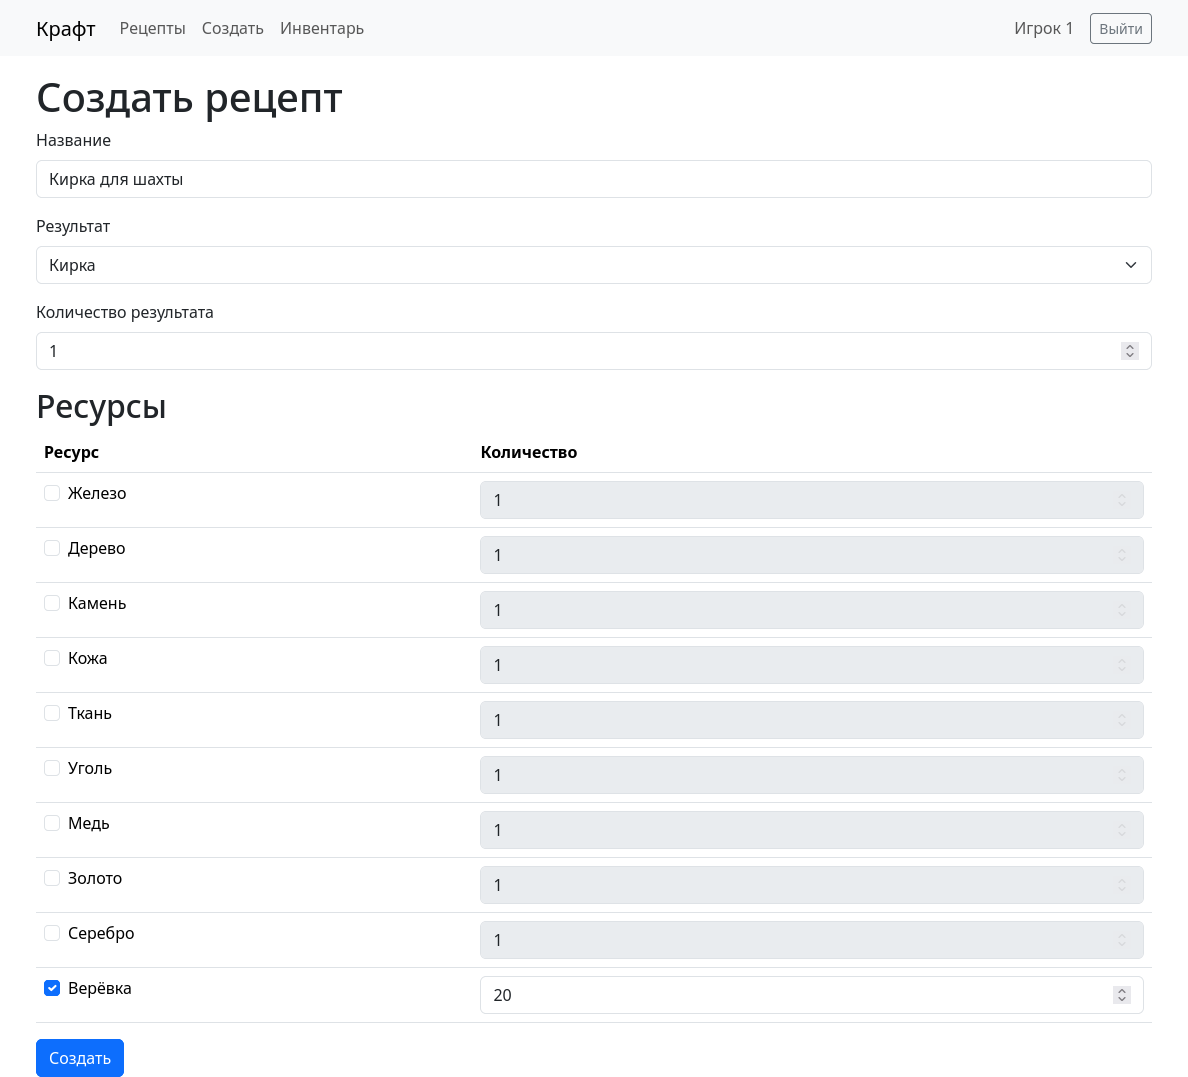 Крафт Рецепты Создать Инвентарь Игрок 1 Выйти
Создать рецепт
Название
Кирка для шахты
Результат
Кирка
Количество результата
1
Ресурсы
Ресурс Количество
Железо 1
Дерево 1
Камень 1
Кожа 1
Ткань 1
Уголь 1
Медь 1
Золото 1
Серебро 1
Верёвка 20
Создать